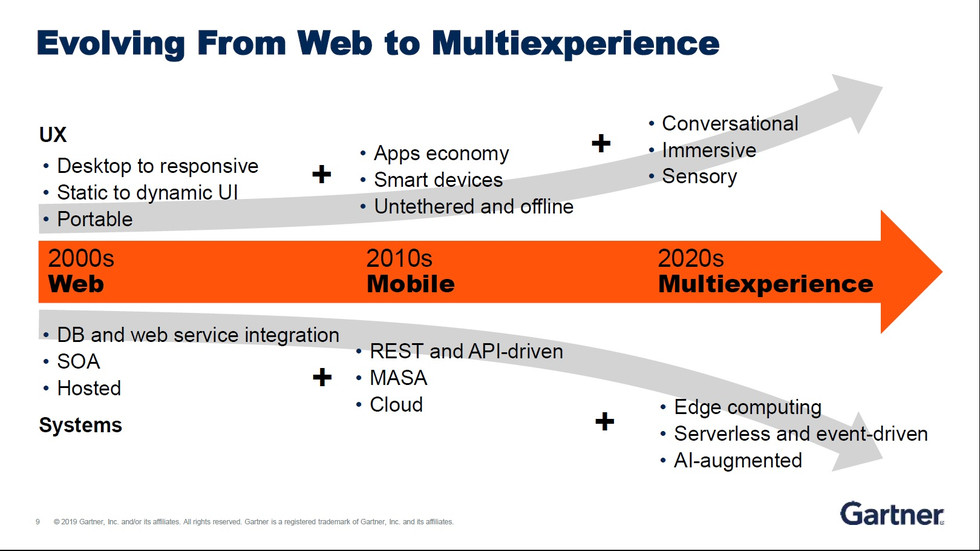 Evolving From Web to Multiexperience
UX
• Desktop to responsive
• Static to dynamic UI
• Portable
+
• Apps economy
• Smart devices
• Untethered and offline
+
• Conversational
• Immersive
• Sensory
2000s
Web
2010s
Mobile
2020s
Multiexperience
• DB and web service integration
• SOA
• Hosted
Systems
+
• REST and API-driven
• MASA
• Cloud
+
• Edge computing
• Serverless and event-driven
• AI-augmented
9 © 2019 Gartner, Inc. and/or its affiliates. All rights reserved. Gartner is a registered trademark of Gartner, Inc. and its affiliates.
Gartner